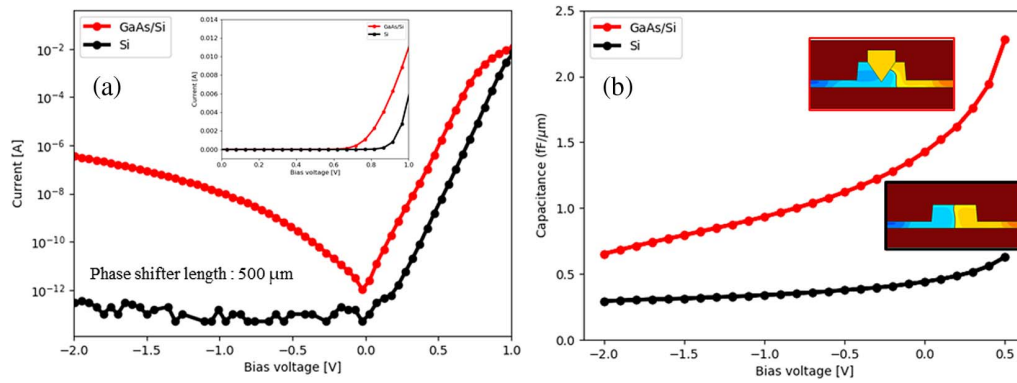 (a)
GaAs/Si
Si
Current [A]
10⁻²
10⁻⁴
10⁻⁶
10⁻⁸
10⁻¹⁰
10⁻¹²
Phase shifter length : 500 μm
-2.0 -1.5 -1.0 -0.5 0.0 0.5 1.0
Bias voltage [V]
GaAs/Si
Si
Current [A]
0.014
0.012
0.010
0.008
0.006
0.004
0.002
0.000
0.0 0.2 0.4 0.6 0.8 1.0
Bias voltage [V]
(b)
GaAs/Si
Si
Capacitance (fF/μm)
2.5
2.0
1.5
1.0
0.5
0.0
-2.0 -1.5 -1.0 -0.5 0.0 0.5
Bias voltage [V]